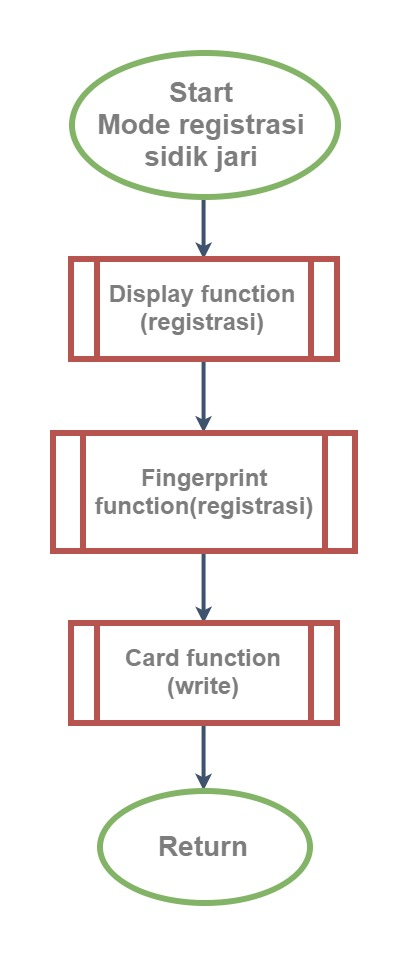 Start
Mode registrasi
sidik jari
Display function
(registrasi)
Fingerprint
function(registrasi)
Card function
(write)
Return